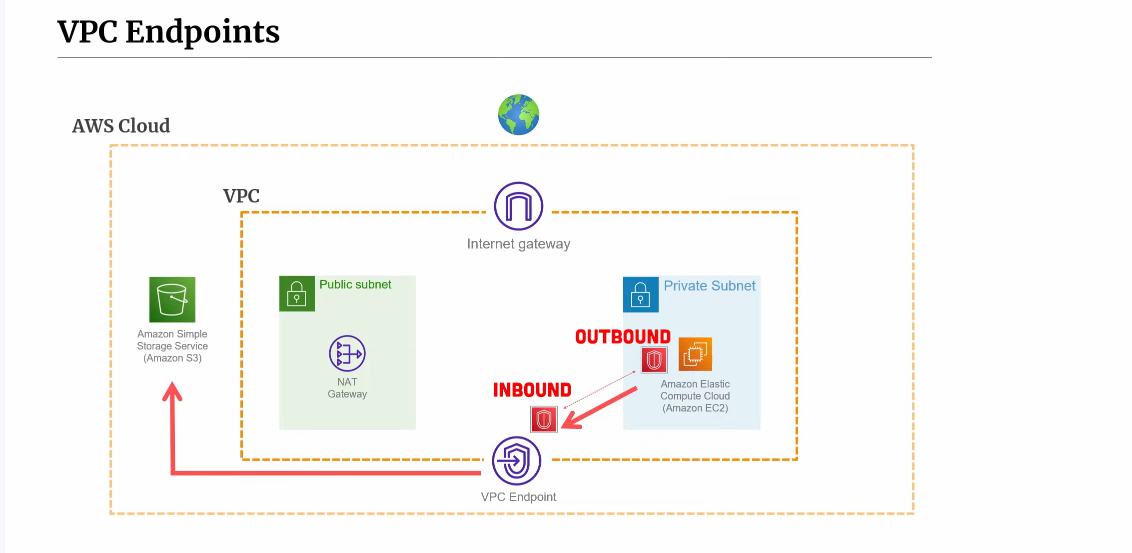 VPC Endpoints
AWS Cloud
VPC
Internet gateway
Public subnet
Private Subnet
Amazon Simple
Storage Service
(Amazon S3)
NAT
Gateway
OUTBOUND
Amazon Elastic
Compute Cloud
(Amazon EC2)
INBOUND
VPC Endpoint